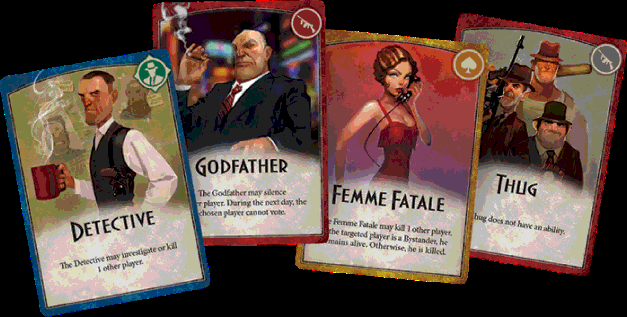 DETECTIVE
The Detective may investigate or kill
1 other player.
GODFATHER
The Godfather may silence
er player. During the next day, the
chosen player cannot vote.
FEMME FATALE
Femme Fatale may kill 1 other player.
the targeted player is a Bystander, he
mains alive. Otherwise, he is killed.
THUG
hug does not have an ability.